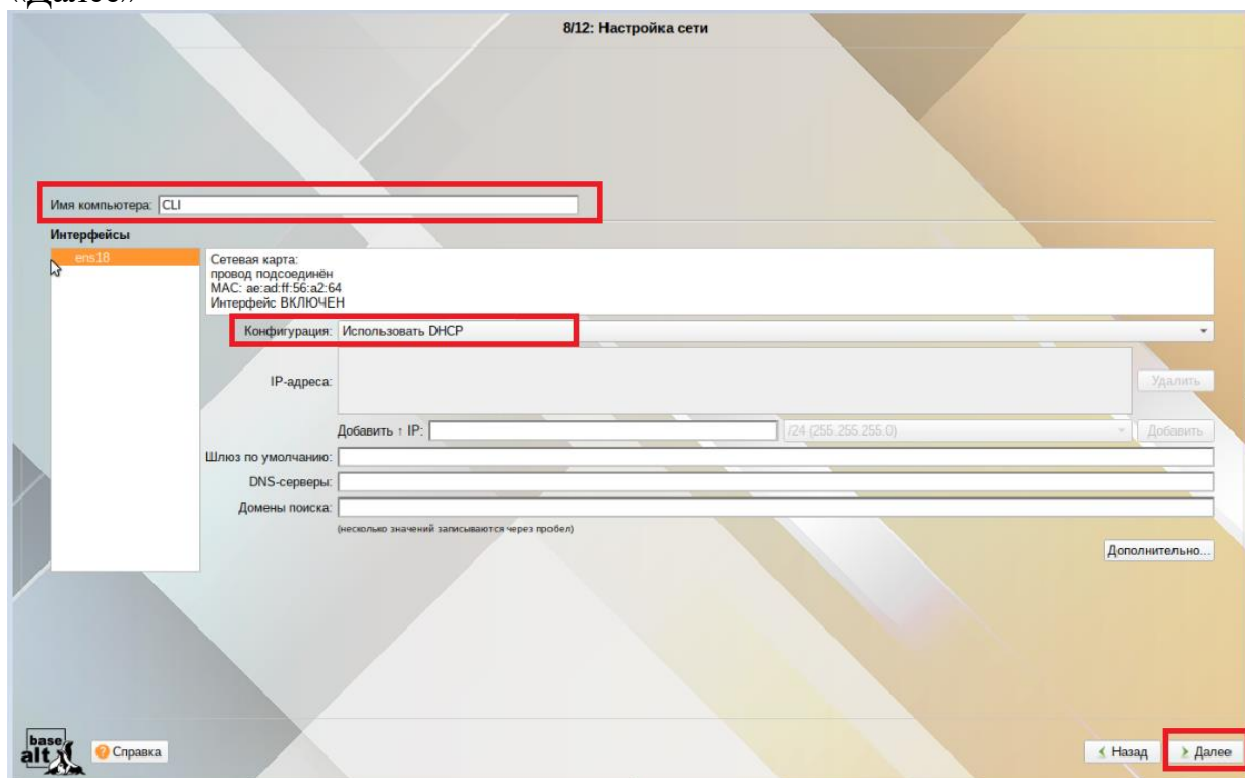 «Далее»
8/12: Настройка сети
Имя компьютера: CLI
Интерфейсы
ens18
Сетевая карта:
провод подсоединён
MAC: ae:ad:ff:56:a2:64
Интерфейс ВКЛЮЧЕН
Конфигурация: Использовать DHCP
IP-адреса:
Удалить
Добавить ↑ IP: /24 (255.255.255.0) Добавить
Шлюз по умолчанию:
DNS-серверы:
Домены поиска:
(несколько значений записываются через пробел)
Дополнительно...
base
alt
Справка
Назад
Далее